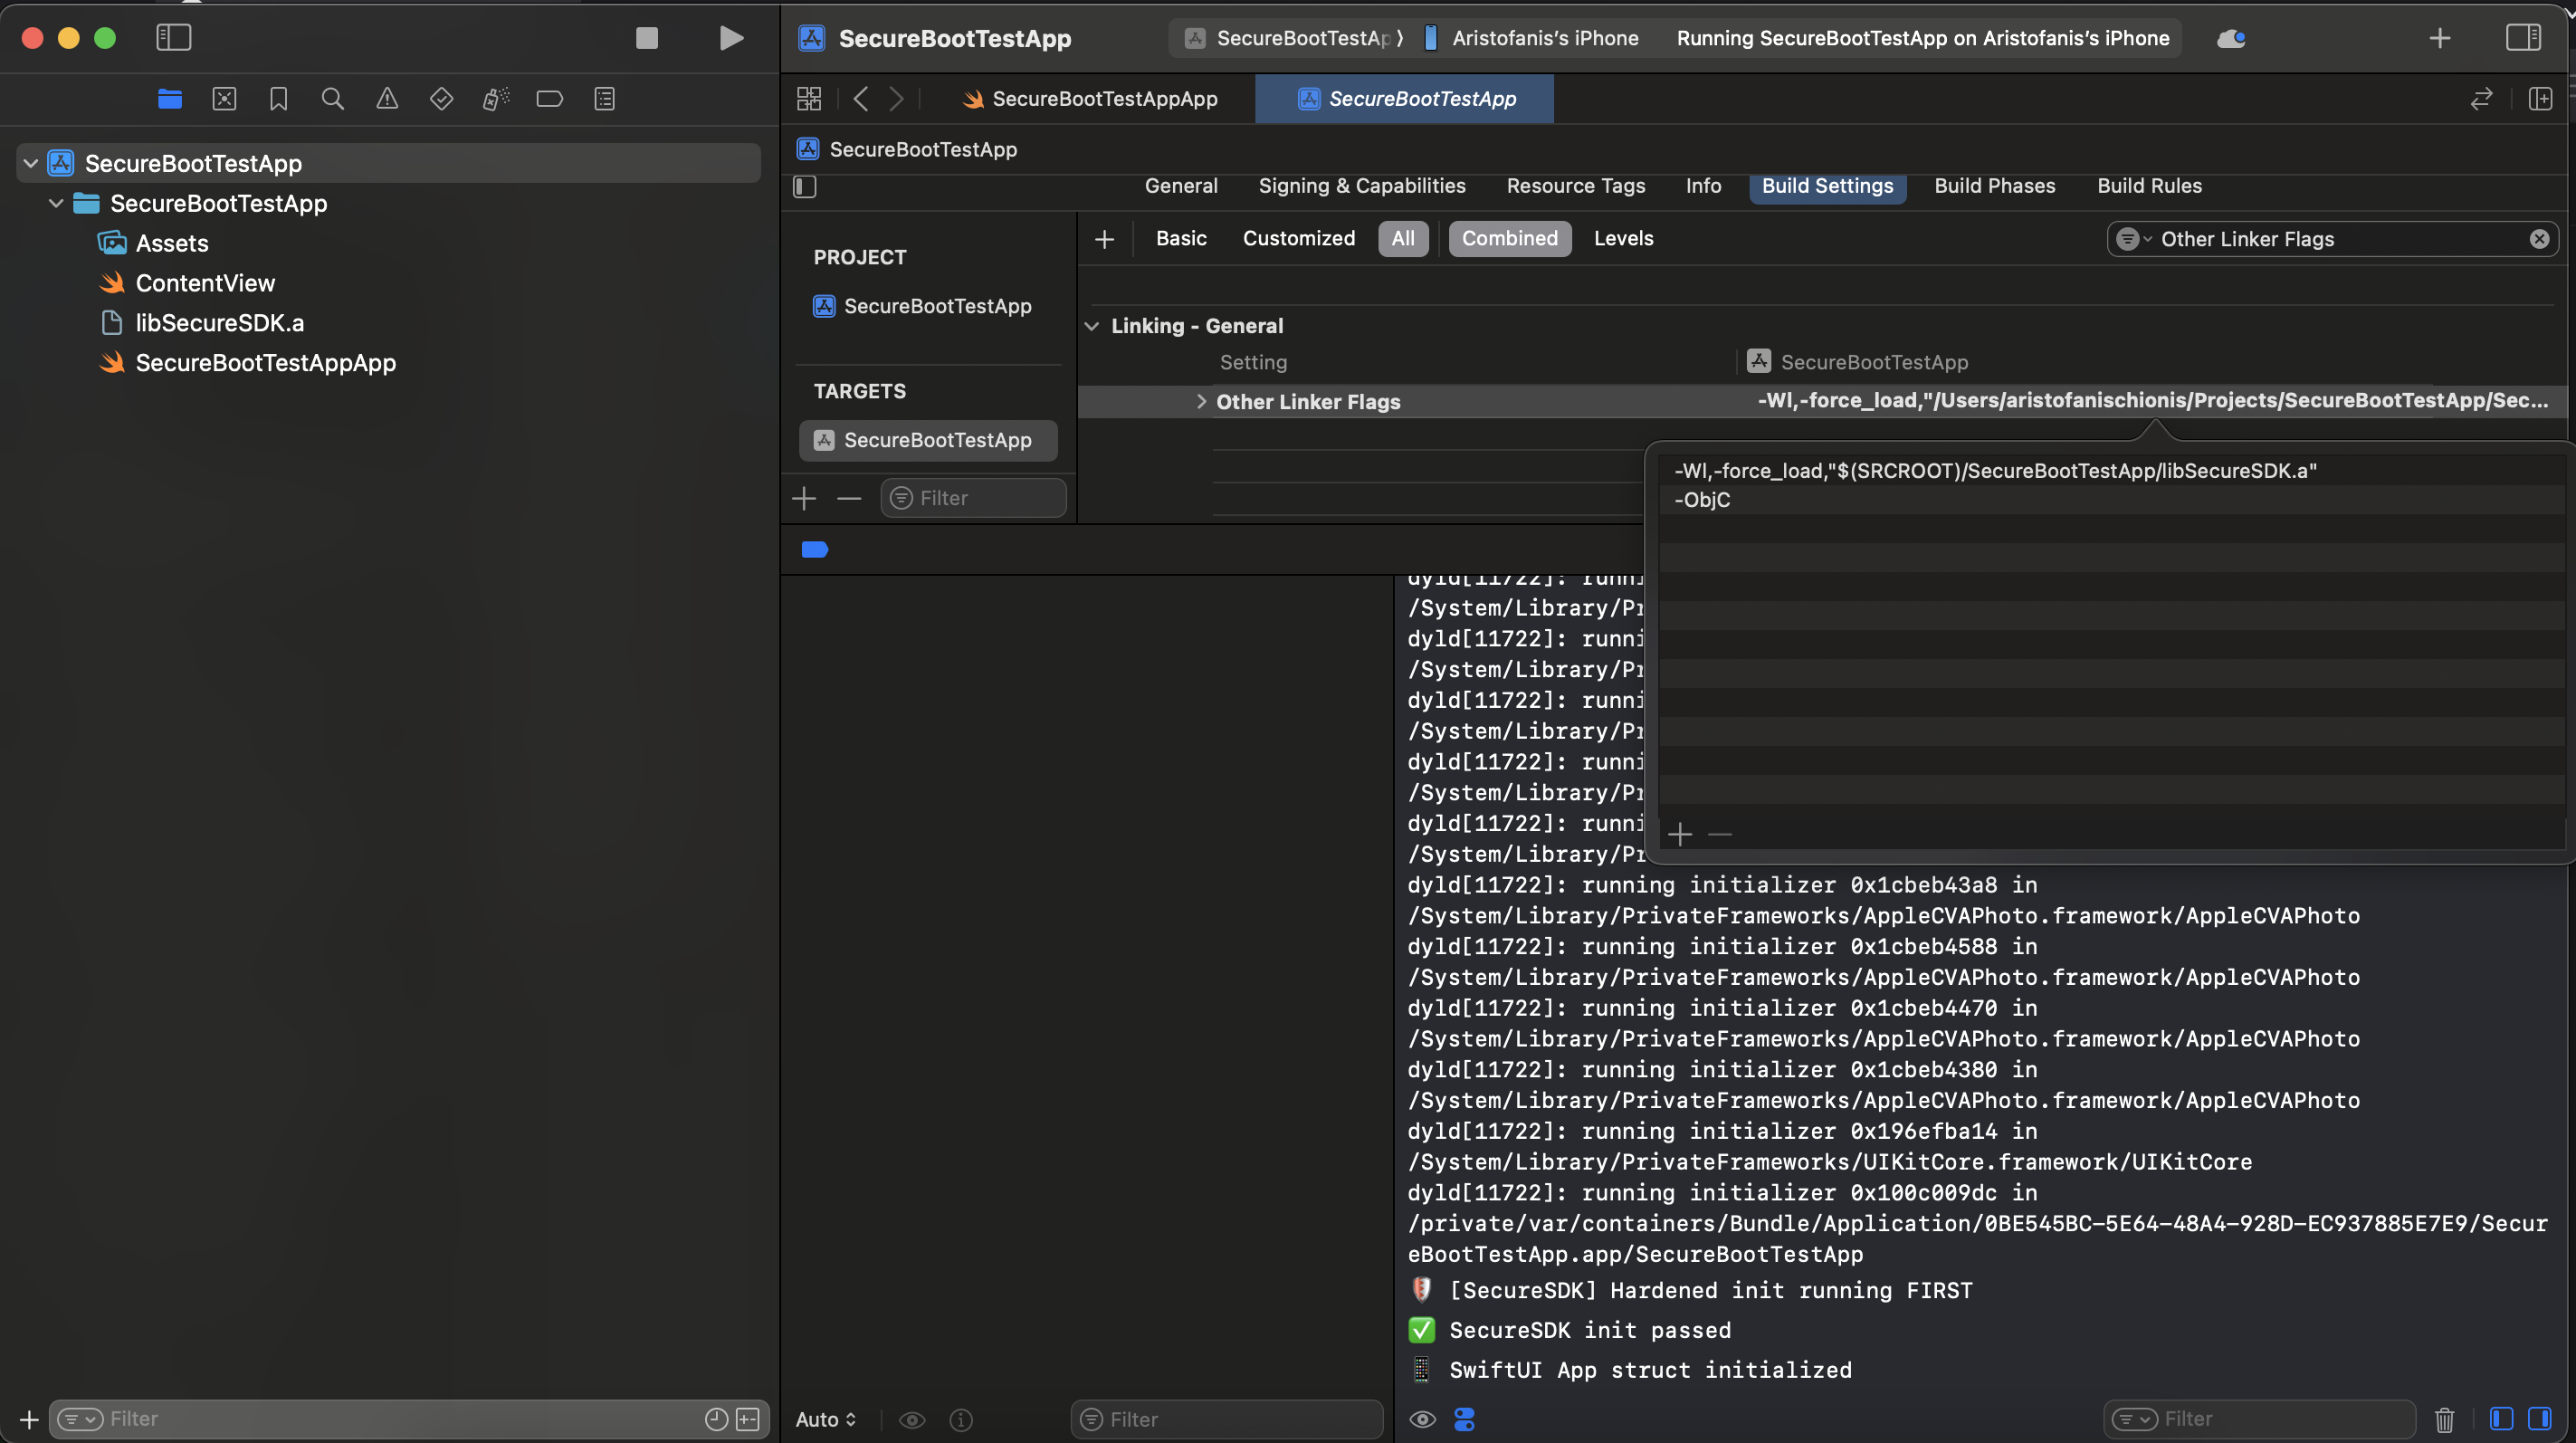 SecureBootTestApp
SecureBootTestAp
Aristofanis’s iPhone
Running SecureBootTestApp on Aristofanis’s iPhone
SecureBootTestAppApp
SecureBootTestApp
SecureBootTestApp
General
Signing & Capabilities
Resource Tags
Info
Build Settings
Build Phases
Build Rules
SecureBootTestApp
SecureBootTestApp
Assets
ContentView
libSecureSDK.a
SecureBootTestAppApp
PROJECT
SecureBootTestApp
TARGETS
SecureBootTestApp
Filter
Basic
Customized
All
Combined
Levels
Other Linker Flags
Linking - General
Setting
SecureBootTestApp
Other Linker Flags
-Wl,-force_load,"/Users/aristofanischionis/Projects/SecureBootTestApp/Sec...
-Wl,-force_load,"$(SRCROOT)/SecureBootTestApp/libSecureSDK.a"
-ObjC
dyld[11722]: runni
/System/Library/Pr
dyld[11722]: runni
/System/Library/Pr
dyld[11722]: runni
/System/Library/Pr
dyld[11722]: runni
/System/Library/Pr
dyld[11722]: runni
/System/Library/Pr
dyld[11722]: running initializer 0x1cbeb43a8 in
/System/Library/PrivateFrameworks/AppleCVAPhoto.framework/AppleCVAPhoto
dyld[11722]: running initializer 0x1cbeb4588 in
/System/Library/PrivateFrameworks/AppleCVAPhoto.framework/AppleCVAPhoto
dyld[11722]: running initializer 0x1cbeb4470 in
/System/Library/PrivateFrameworks/AppleCVAPhoto.framework/AppleCVAPhoto
dyld[11722]: running initializer 0x1cbeb4380 in
/System/Library/PrivateFrameworks/AppleCVAPhoto.framework/AppleCVAPhoto
dyld[11722]: running initializer 0x196efba14 in
/System/Library/PrivateFrameworks/UIKitCore.framework/UIKitCore
dyld[11722]: running initializer 0x100c009dc in
/private/var/containers/Bundle/Application/0BE545BC-5E64-48A4-928D-EC937885E7E9/Secur
eBootTestApp.app/SecureBootTestApp
[SecureSDK] Hardened init running FIRST
SecureSDK init passed
SwiftUI App struct initialized
Filter
Auto
Filter
Filter